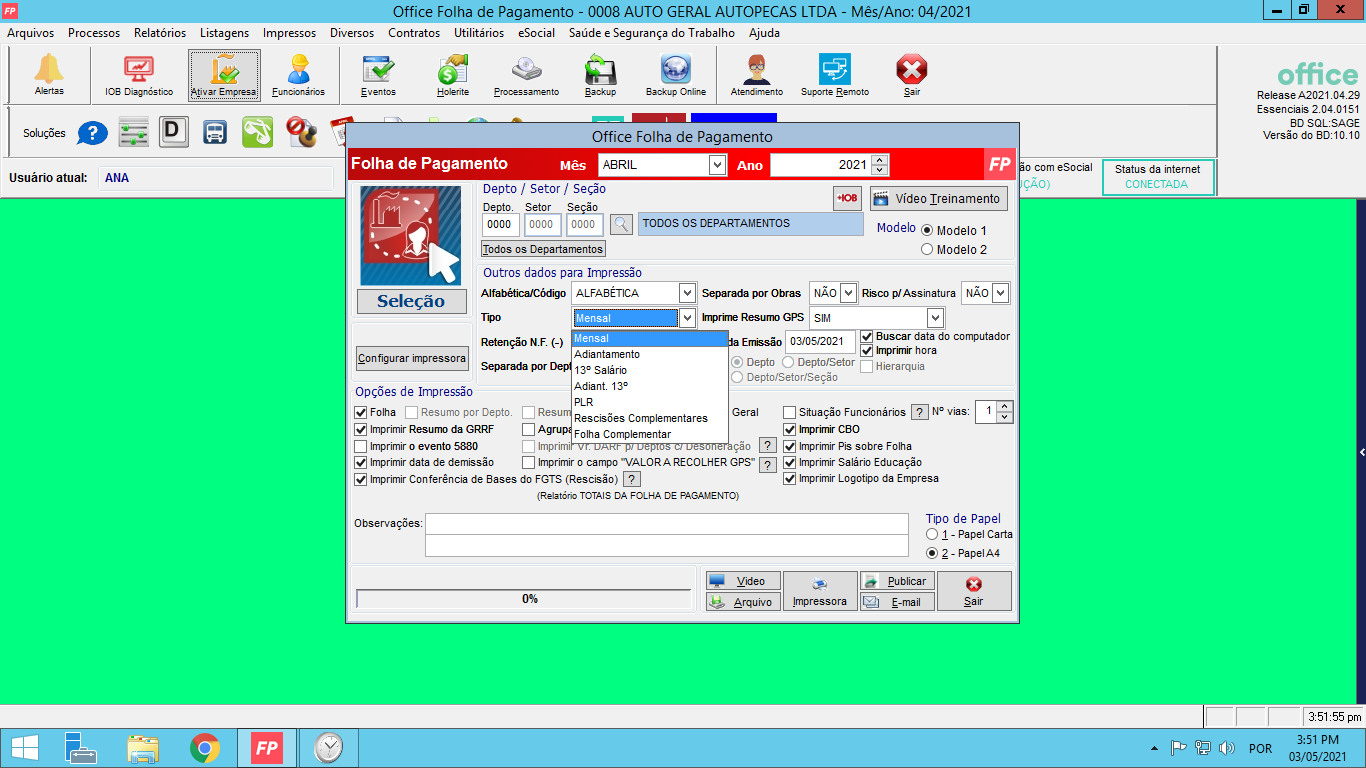 FP
Office Folha de Pagamento - 0008 AUTO GERAL AUTOPECAS LTDA - Mês/Ano: 04/2021
Arquivos Processos Relatórios Listagens Impressos Diversos Contratos Utilitários eSocial Saúde e Segurança do Trabalho Ajuda
Alertas IOB Diagnóstico Ativar Empresa Funcionários Eventos Holerite Processamento Backup Backup Online Atendimento Suporte Remoto Sair
office
Release A2021.04.29
Essenciais 2.04.0151
BD SQL:SAGE
Versão do BD:10.10
Soluções
Usuário atual: ANA
ão com eSocial
UÇÃO)
Status da internet
CONECTADA
Office Folha de Pagamento
Folha de Pagamento Mês ABRIL Ano 2021 FP
Depto / Setor / Seção
Depto. Setor Seção
0000 0000 0000 TODOS OS DEPARTAMENTOS
+IOB Vídeo Treinamento
Modelo Modelo 1
Modelo 2
Todos os Departamentos
Seleção
Configurar impressora
Outros dados para Impressão
Alfabética/Código ALFABÉTICA Separada por Obras NÃO Risco p/ Assinatura NÃO
Tipo Mensal Imprime Resumo GPS SIM
Retenção N.F. (-) da Emissão 03/05/2021 Buscar data do computador
Imprimir hora
Separada por Dept Depto Depto/Setor Hierarquia
Depto/Setor/Seção
Mensal
Adiantamento
13º Salário
Adiant. 13º
PLR
Rescisões Complementares
Folha Complementar
Opções de Impressão
Folha Resumo por Depto. Resum Geral Situação Funcionários ? Nº vias: 1
Imprimir Resumo da GRRF Agrupa Imprimir CBO
Imprimir o evento 5880 Imprimir Vr. DARF p/ Deptos c/ Desoneração ? Imprimir Pis sobre Folha
Imprimir data de demissão Imprimir o campo "VALOR A RECOLHER GPS" ? Imprimir Salário Educação
Imprimir Conferência de Bases do FGTS (Rescisão) ? Imprimir Logotipo da Empresa
(Relatório TOTAIS DA FOLHA DE PAGAMENTO)
Observações:
Tipo de Papel
1 - Papel Carta
2 - Papel A4
0%
Video Impressora Publicar Sair
Arquivo E-mail
3:51:55 pm
FP
POR
3:51 PM
03/05/2021